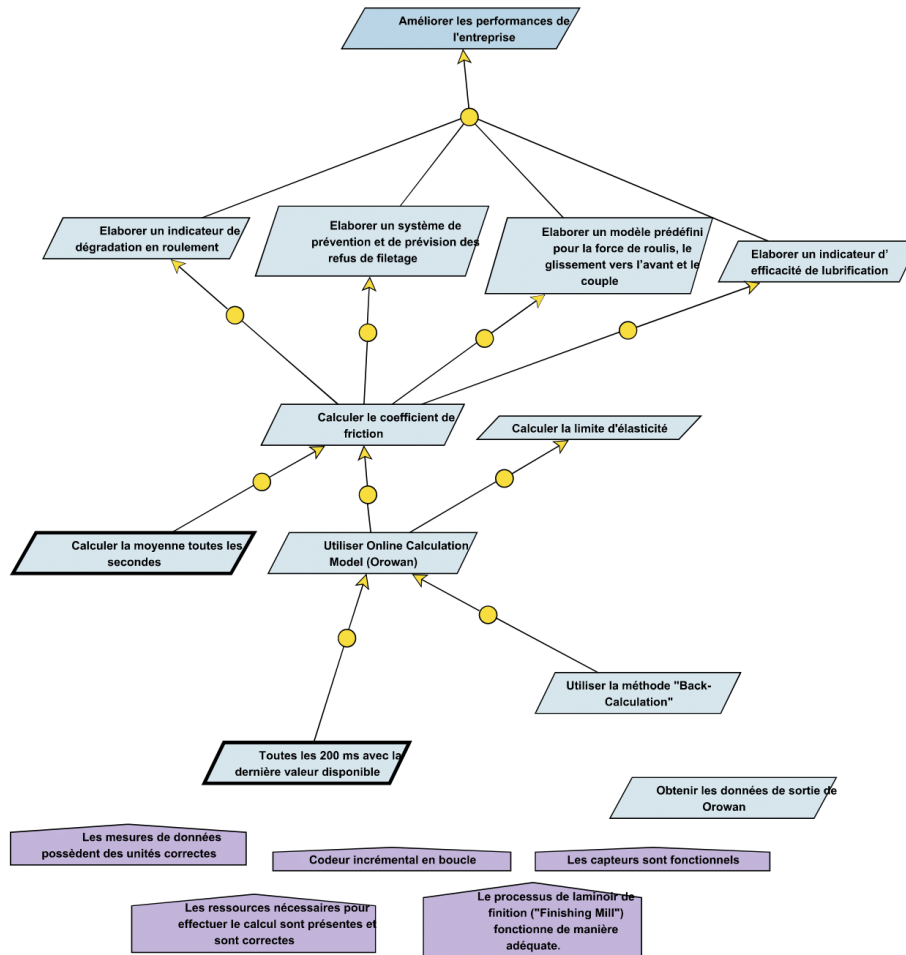 Améliorer les performances de
l'entreprise
Elaborer un indicateur de
dégradation en roulement
Elaborer un système de
prévention et de prévision des
refus de filetage
Elaborer un modèle prédéfini
pour la force de roulis, le
glissement vers l'avant et le
couple
Elaborer un indicateur d'
efficacité de lubrification
Calculer le coefficient de
friction
Calculer la limite d'élasticité
Calculer la moyenne toutes les
secondes
Utiliser Online Calculation
Model (Orowan)
Utiliser la méthode "Back-
Calculation"
Toutes les 200 ms avec la
dernière valeur disponible
Obtenir les données de sortie de
Orowan
Les mesures de données
possèdent des unités correctes
Codeur incrémental en boucle
Les capteurs sont fonctionnels
Les ressources nécessaires pour
effectuer le calcul sont présentes et
sont correctes
Le processus de laminoir de
finition ("Finishing Mill")
fonctionne de manière
adéquate.